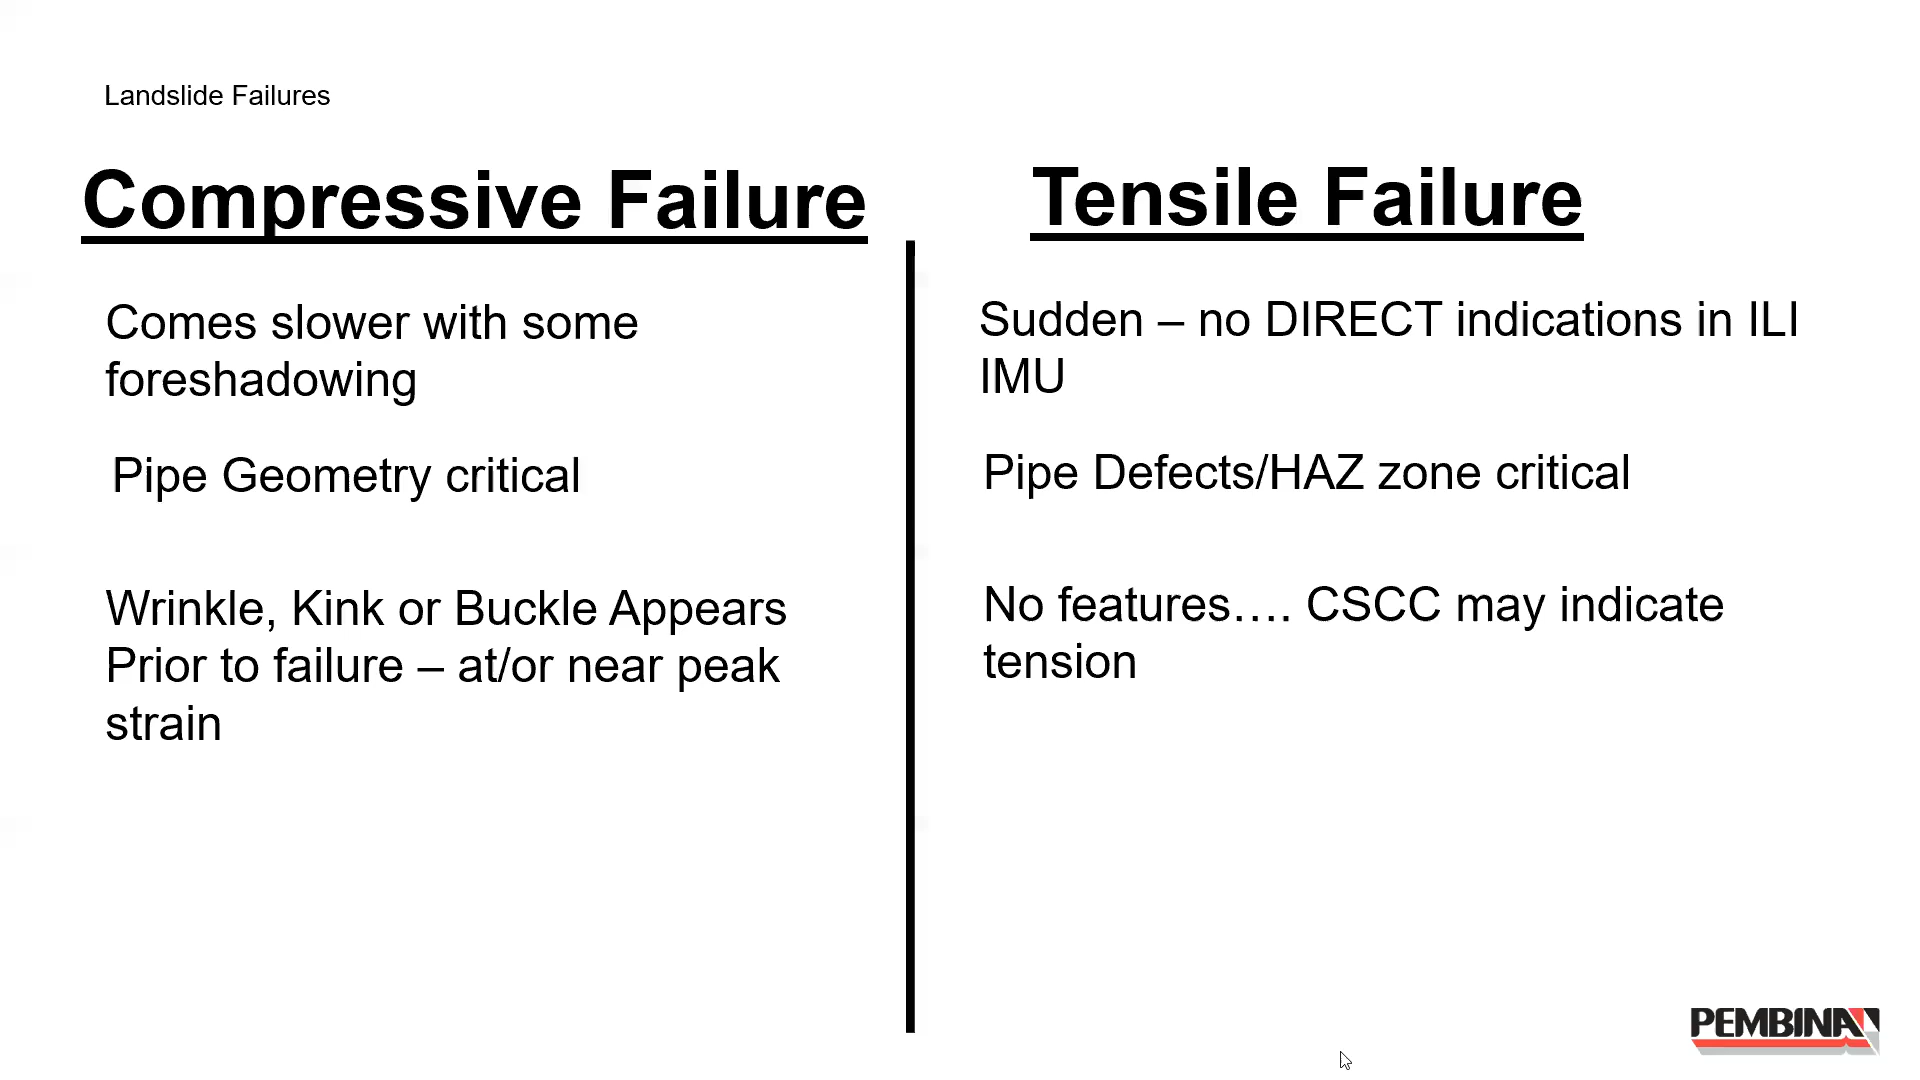 Landslide Failures
Compressive Failure
Comes slower with some
foreshadowing
Pipe Geometry critical
Wrinkle, Kink or Buckle Appears
Prior to failure – at/or near peak
strain
Tensile Failure
Sudden – no DIRECT indications in ILI
IMU
Pipe Defects/HAZ zone critical
No features…. CSCC may indicate
tension
PEMBINA